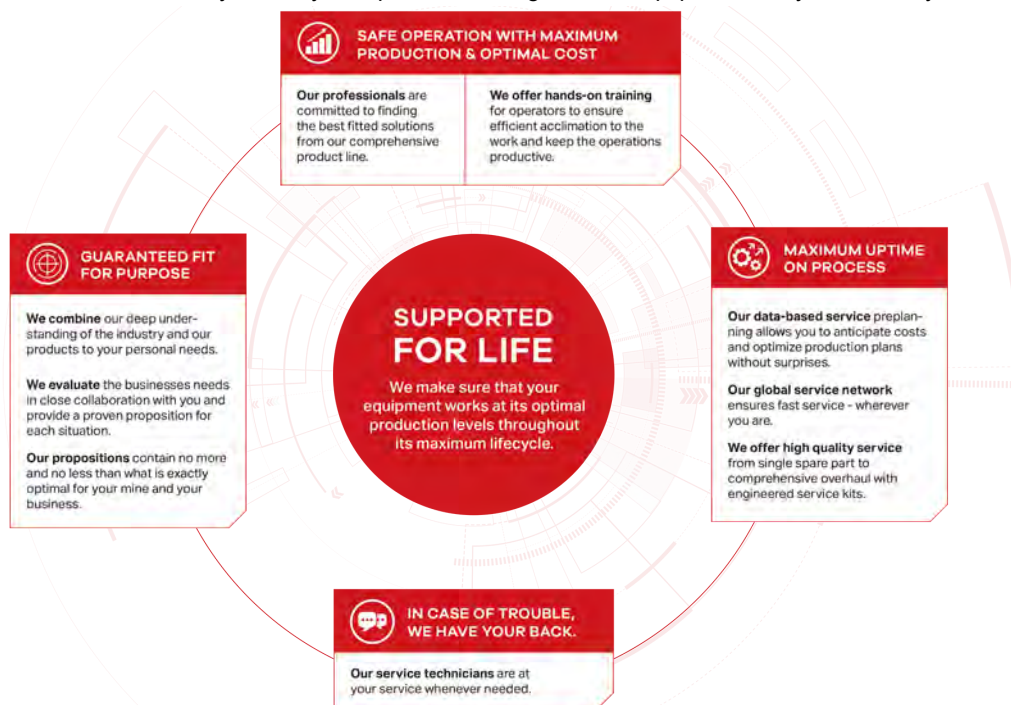 SAFE OPERATION WITH MAXIMUM
PRODUCTION & OPTIMAL COST
Our professionals are
committed to finding
the best fitted solutions
from our comprehensive
product line.
We offer hands-on training
for operators to ensure
efficient acclimation to the
work and keep the operations
productive.
GUARANTEED FIT
FOR PURPOSE
We combine our deep under-
standing of the industry and our
products to your personal needs.
We evaluate the businesses needs
in close collaboration with you and
provide a proven proposition for
each situation.
Our propositions contain no more
and no less than what is exactly
optimal for your mine and your
business.
SUPPORTED
FOR LIFE
We make sure that your
equipment works at its optimal
production levels throughout
its maximum lifecycle.
MAXIMUM UPTIME
ON PROCESS
Our data-based service preplan-
ning allows you to anticipate costs
and optimize production plans
without surprises.
Our global service network
ensures fast service - wherever
you are.
We offer high quality service
from single spare part to
comprehensive overhaul with
engineered service kits.
IN CASE OF TROUBLE,
WE HAVE YOUR BACK.
Our service technicians are at
your service whenever needed.